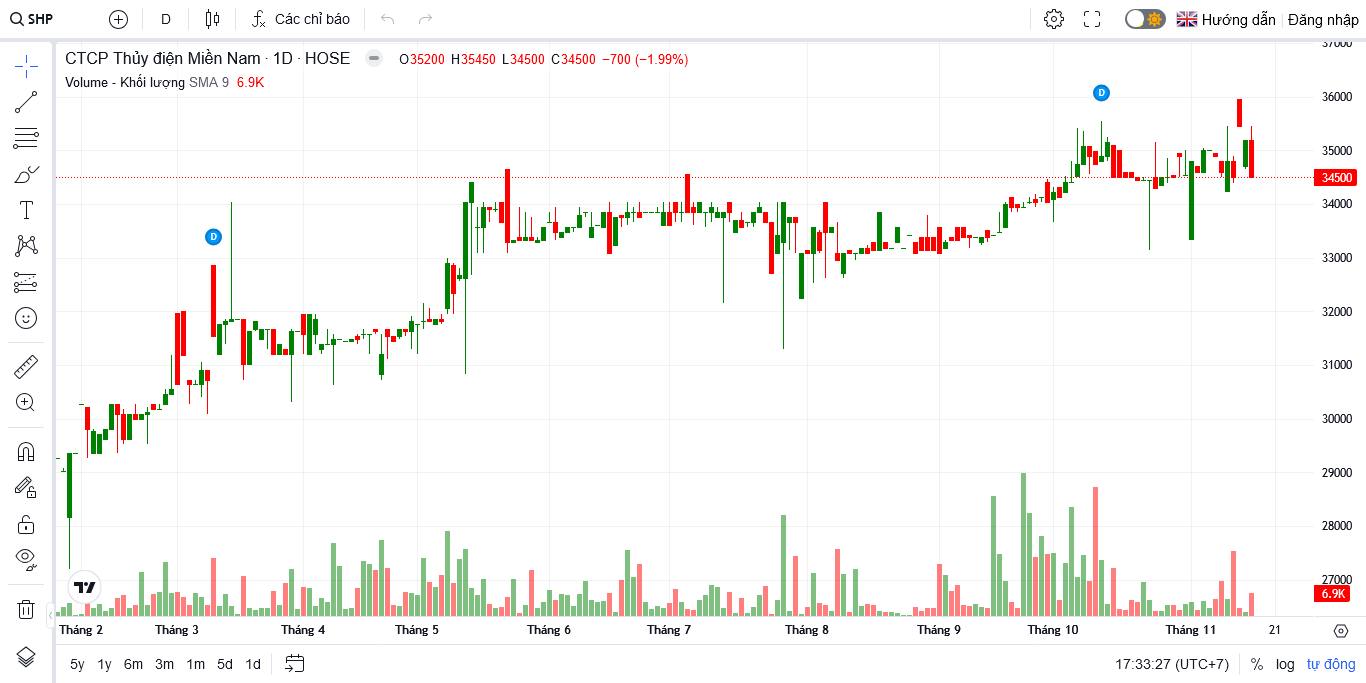 SHP D Các chỉ báo Hướng dẫn Đăng nhập
CTCP Thủy điện Miền Nam · 1D · HOSE O35200 H35450 L34500 C34500 −700 (−1.99%)
Volume - Khối lượng SMA 9 6.9K
37000
36000
35000
34500
34000
33000
32000
31000
30000
29000
28000
27000
6.9K
D
D
T
Tháng 2 Tháng 3 Tháng 4 Tháng 5 Tháng 6 Tháng 7 Tháng 8 Tháng 9 Tháng 10 Tháng 11 21
5y 1y 6m 3m 1m 5d 1d 17:33:27 (UTC+7) % log tự động